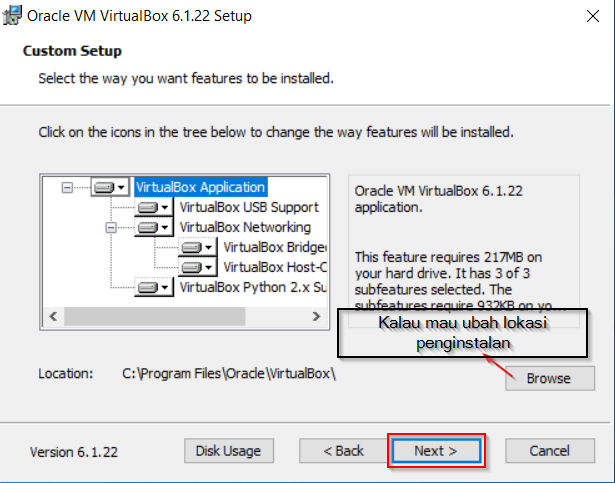 Oracle VM VirtualBox 6.1.22 Setup
Custom Setup
Select the way you want features to be installed.
Click on the icons in the tree below to change the way features will be installed.
VirtualBox Application
VirtualBox USB Support
VirtualBox Networking
VirtualBox Bridge
VirtualBox Host-C
VirtualBox Python 2.x Su
Oracle VM VirtualBox 6.1.22
application.
This feature requires 217MB on
your hard drive. It has 3 of 3
subfeatures selected. The
subfeatures require 932KB on yo...
Kalau mau ubah lokasi
penginstalan
Location: C:\Program Files\Oracle\VirtualBox\
Browse
Version 6.1.22 Disk Usage < Back Next > Cancel